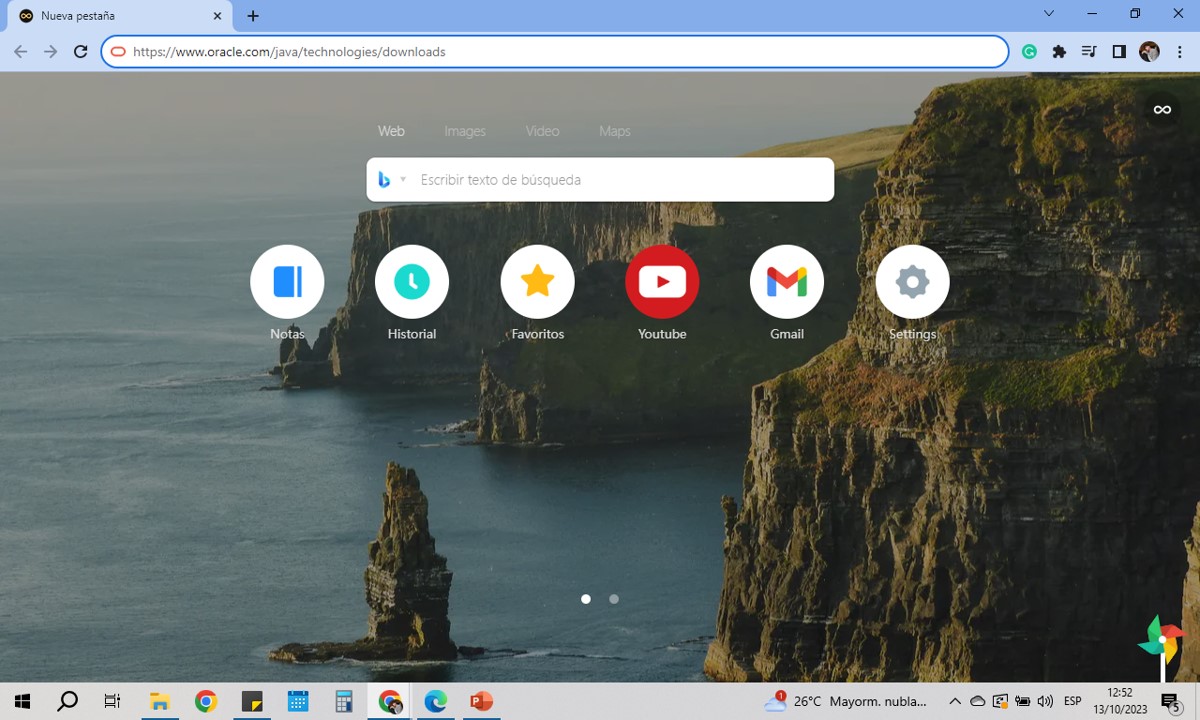 Nueva pestaña
https://www.oracle.com/java/technologies/downloads
Web Images Video Maps
Escribir texto de búsqueda
Notas Historial Favoritos Youtube Gmail Settings
1 26°C Mayorm. nubla... ESP 12:52
13/10/2023 5